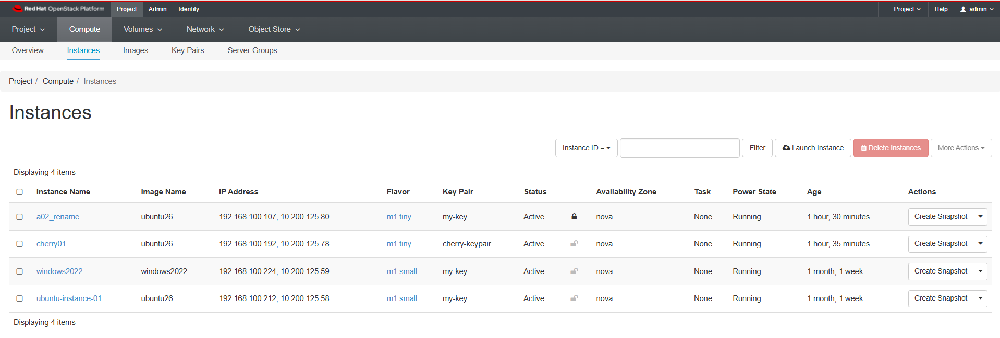 Red Hat OpenStack Platform Project Admin Identity Project Help admin
Project Compute Volumes Network Object Store
Overview Instances Images Key Pairs Server Groups
Project / Compute / Instances
Instances
Instance ID = Filter Launch Instance Delete Instances More Actions
Displaying 4 items
Instance Name Image Name IP Address Flavor Key Pair Status Availability Zone Task Power State Age Actions
a02_rename ubuntu26 192.168.100.107, 10.200.125.80 m1.tiny my-key Active nova None Running 1 hour, 30 minutes Create Snapshot
cherry01 ubuntu26 192.168.100.192, 10.200.125.78 m1.tiny cherry-keypair Active nova None Running 1 hour, 35 minutes Create Snapshot
windows2022 windows2022 192.168.100.224, 10.200.125.59 m1.small my-key Active nova None Running 1 month, 1 week Create Snapshot
ubuntu-instance-01 ubuntu26 192.168.100.212, 10.200.125.58 m1.small my-key Active nova None Running 1 month, 1 week Create Snapshot
Displaying 4 items